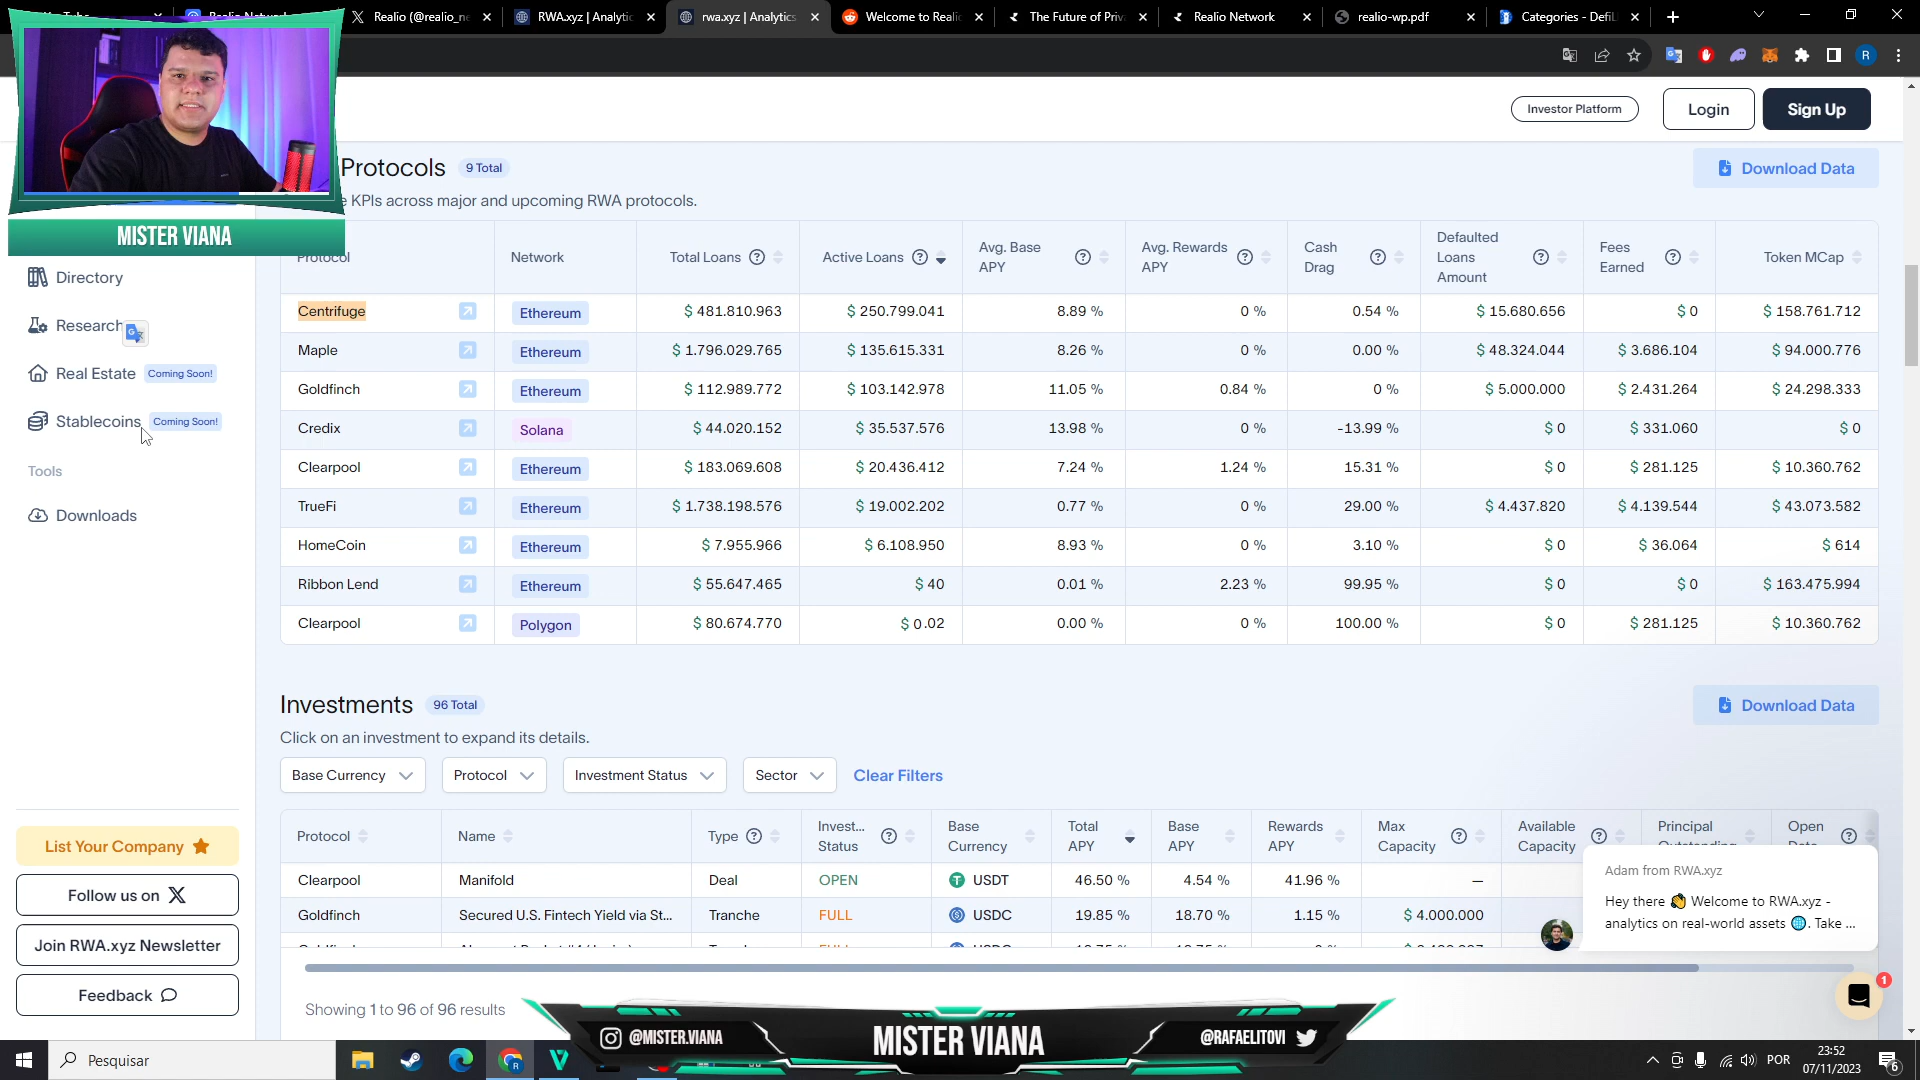 Realio (@realio_ne
RWA.xyz | Analytic
rwa.xyz | Analytics
Welcome to Realio
The Future of Priv
Realio Network
realio-wp.pdf
Categories - DefiL
Investor Platform
Login
Sign Up
MISTER VIANA
Protocols
9 Total
Download Data
KPIs across major and upcoming RWA protocols.
Protocol
Network
Total Loans
Active Loans
Avg. Base APY
Avg. Rewards APY
Cash Drag
Defaulted Loans Amount
Fees Earned
Token MCap
Centrifuge Ethereum $ 481.810.963 $ 250.799.041 8.89 % 0 % 0.54 % $ 15.680.656 $ 0 $ 158.761.712
Maple Ethereum $ 1.796.029.765 $ 135.615.331 8.26 % 0 % 0.00 % $ 48.324.044 $ 3.686.104 $ 94.000.776
Goldfinch Ethereum $ 112.989.772 $ 103.142.978 11.05 % 0.84 % 0 % $ 5.000.000 $ 2.431.264 $ 24.298.333
Credix Solana $ 44.020.152 $ 35.537.576 13.98 % 0 % -13.99 % $ 0 $ 331.060 $ 0
Clearpool Ethereum $ 183.069.608 $ 20.436.412 7.24 % 1.24 % 15.31 % $ 0 $ 281.125 $ 10.360.762
TrueFi Ethereum $ 1.738.198.576 $ 19.002.202 0.77 % 0 % 29.00 % $ 4.437.820 $ 4.139.544 $ 43.073.582
HomeCoin Ethereum $ 7.955.966 $ 6.108.950 8.93 % 0 % 3.10 % $ 0 $ 36.064 $ 614
Ribbon Lend Ethereum $ 55.647.465 $ 40 0.01 % 2.23 % 99.95 % $ 0 $ 0 $ 163.475.994
Clearpool Polygon $ 80.674.770 $ 0.02 0.00 % 0 % 100.00 % $ 0 $ 281.125 $ 10.360.762
Directory
Research
Real Estate Coming Soon!
Stablecoins Coming Soon!
Tools
Downloads
List Your Company
Follow us on X
Join RWA.xyz Newsletter
Feedback
Investments
96 Total
Download Data
Click on an investment to expand its details.
Base Currency
Protocol
Investment Status
Sector
Clear Filters
Protocol
Name
Type
Invest... Status
Base Currency
Total APY
Base APY
Rewards APY
Max Capacity
Available Capacity
Principal
Open
Clearpool Manifold Deal OPEN USDT 46.50 % 4.54 % 41.96 % —
Goldfinch Secured U.S. Fintech Yield via St... Tranche FULL USDC 19.85 % 18.70 % 1.15 % $ 4.000.000
Showing 1 to 96 of 96 results
Adam from RWA.xyz
Hey there 👋 Welcome to RWA.xyz -
analytics on real-world assets 🌐. Take ...
1
@MISTER.VIANA
MISTER VIANA
@RAFAELITOVI
Pesquisar
POR
23:52
07/11/2023
6